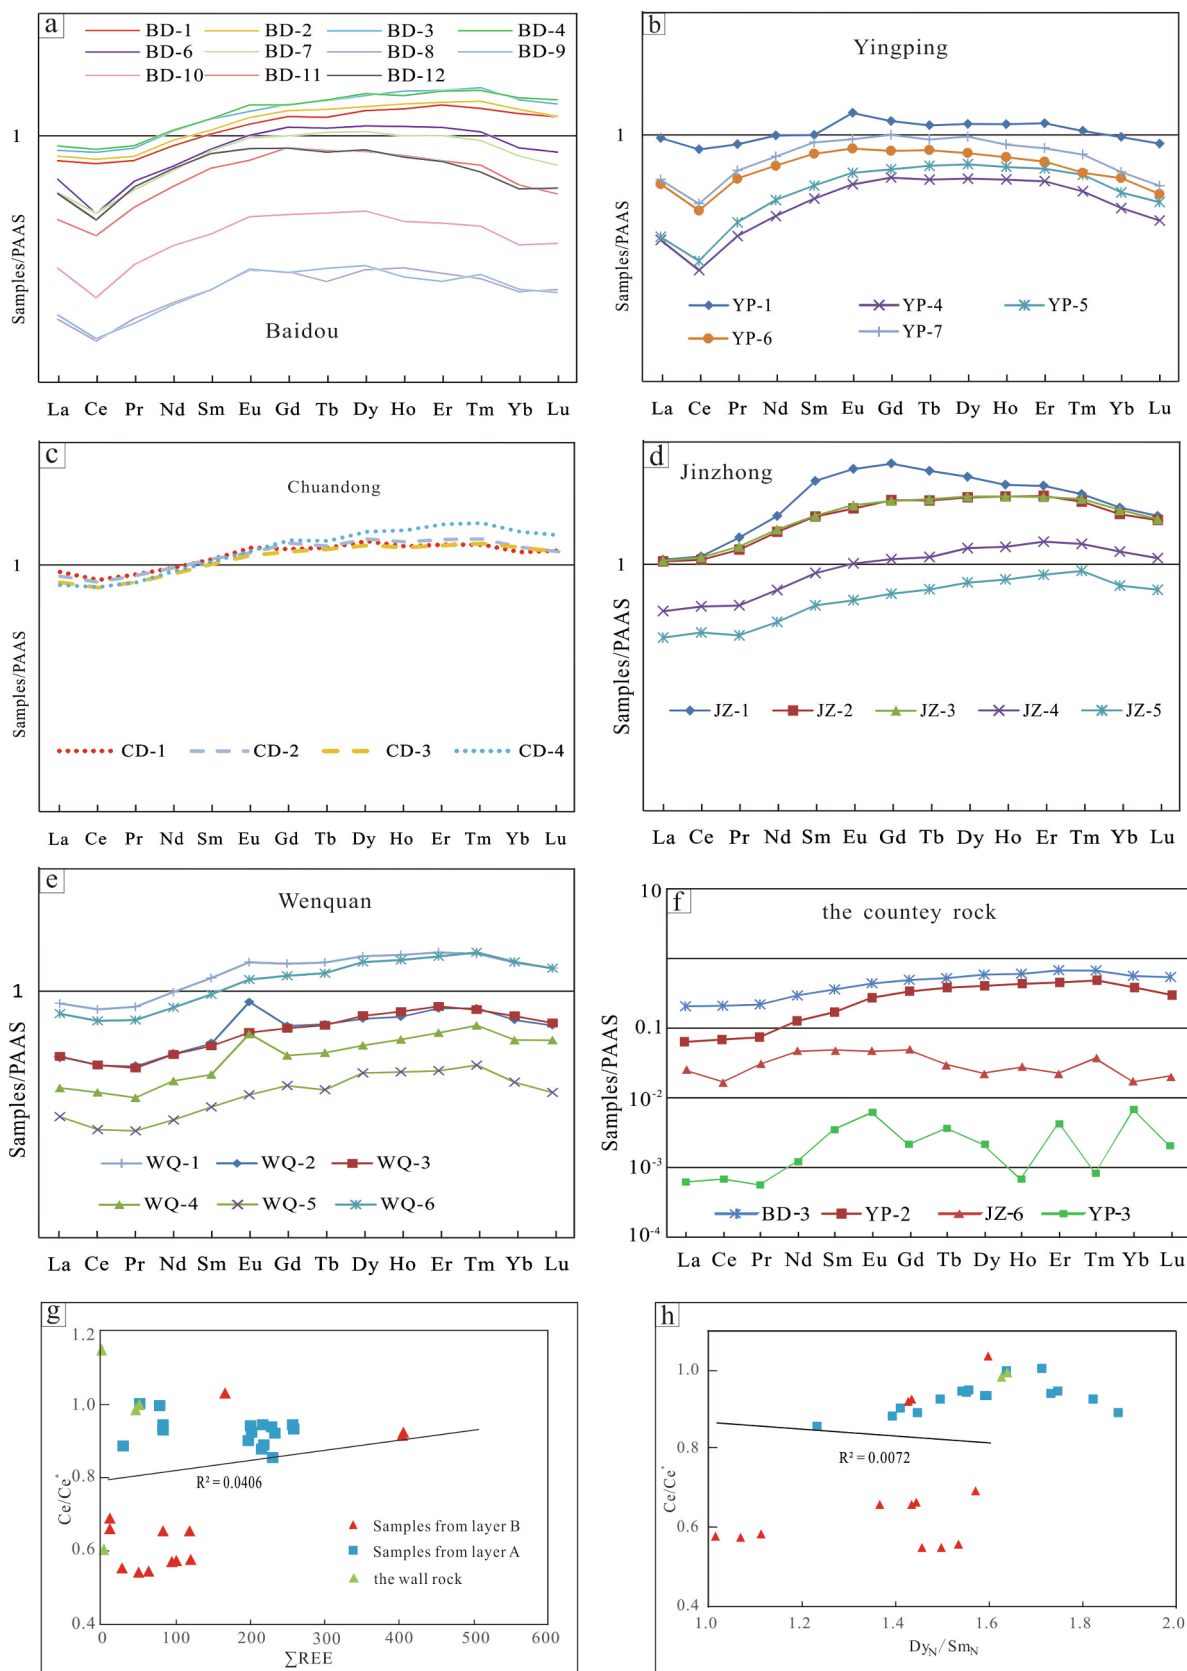 a
BD-1 BD-2 BD-3 BD-4
BD-6 BD-7 BD-8 BD-9
BD-10 BD-11 BD-12
1
Samples/PAAS
Baidou
La Ce Pr Nd Sm Eu Gd Tb Dy Ho Er Tm Yb Lu
b
Yingping
1
Samples/PAAS
YP-1 YP-4 YP-5
YP-6 YP-7
La Ce Pr Nd Sm Eu Gd Tb Dy Ho Er Tm Yb Lu
c
Chuandong
1
Samples/PAAS
CD-1 CD-2 CD-3 CD-4
La Ce Pr Nd Sm Eu Gd Tb Dy Ho Er Tm Yb Lu
d
Jinzhong
1
Samples/PAAS
JZ-1 JZ-2 JZ-3 JZ-4 JZ-5
La Ce Pr Nd Sm Eu Gd Tb Dy Ho Er Tm Yb Lu
e
Wenquan
1
Samples/PAAS
WQ-1 WQ-2 WQ-3
WQ-4 WQ-5 WQ-6
La Ce Pr Nd Sm Eu Gd Tb Dy Ho Er Tm Yb Lu
f
the countey rock
10
0.1
10⁻²
10⁻³
10⁻⁴
Samples/PAAS
BD-3 YP-2 JZ-6 YP-3
La Ce Pr Nd Sm Eu Gd Tb Dy Ho Er Tm Yb Lu
g
1.2
1.0
0.8
0.6
0.4
Ce/Ce*
R² = 0.0406
Samples from layer B
Samples from layer A
the wall rock
0 100 200 300 400 500 600
∑REE
h
1.0
0.8
0.6
0.4
Ce/Ce*
R² = 0.0072
1.0 1.2 1.4 1.6 1.8 2.0
Dy_N/Sm_N